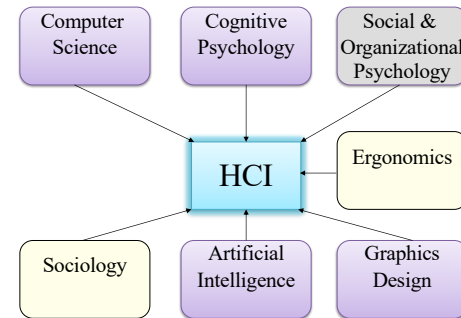 Computer
Science
Cognitive
Psychology
Social &
Organizational
Psychology
HCI
Ergonomics
Sociology
Artificial
Intelligence
Graphics
Design